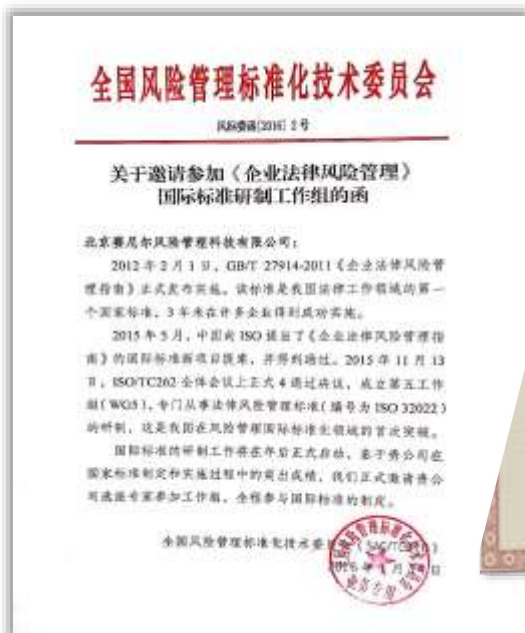 全国风险管理标准化技术委员会
风标委函[2016] 2号
关于邀请参加《企业法律风险管理》
国际标准研制工作组的函
北京赛尼尔风险管理科技有限公司：
2012年2月1日，GB/T 27914-2011《企业法律风险管
理指南》正式发布实施。该标准是我国法律工作领域的第一
个国家标准，3年来在许多企业得到成功实施。
2015年5月，中国向ISO提出了《企业法律风险管理指
南》的国际标准新项目提案，并得到通过。2015年11月13
日，ISO/TC262全体会议上正式通过决议，成立第五工作
组（WG5），专门从事法律风险管理标准（编号为ISO 32022）
的研制，这是我国在风险管理国际标准化领域的首次突破。
国际标准的研制工作将在年后正式启动，基于贵公司在
国家标准制定和实施过程中的突出成绩，我们正式邀请贵公
司选派专家参加工作组，全程参与国际标准的制定。
全国风险管理标准化技术委